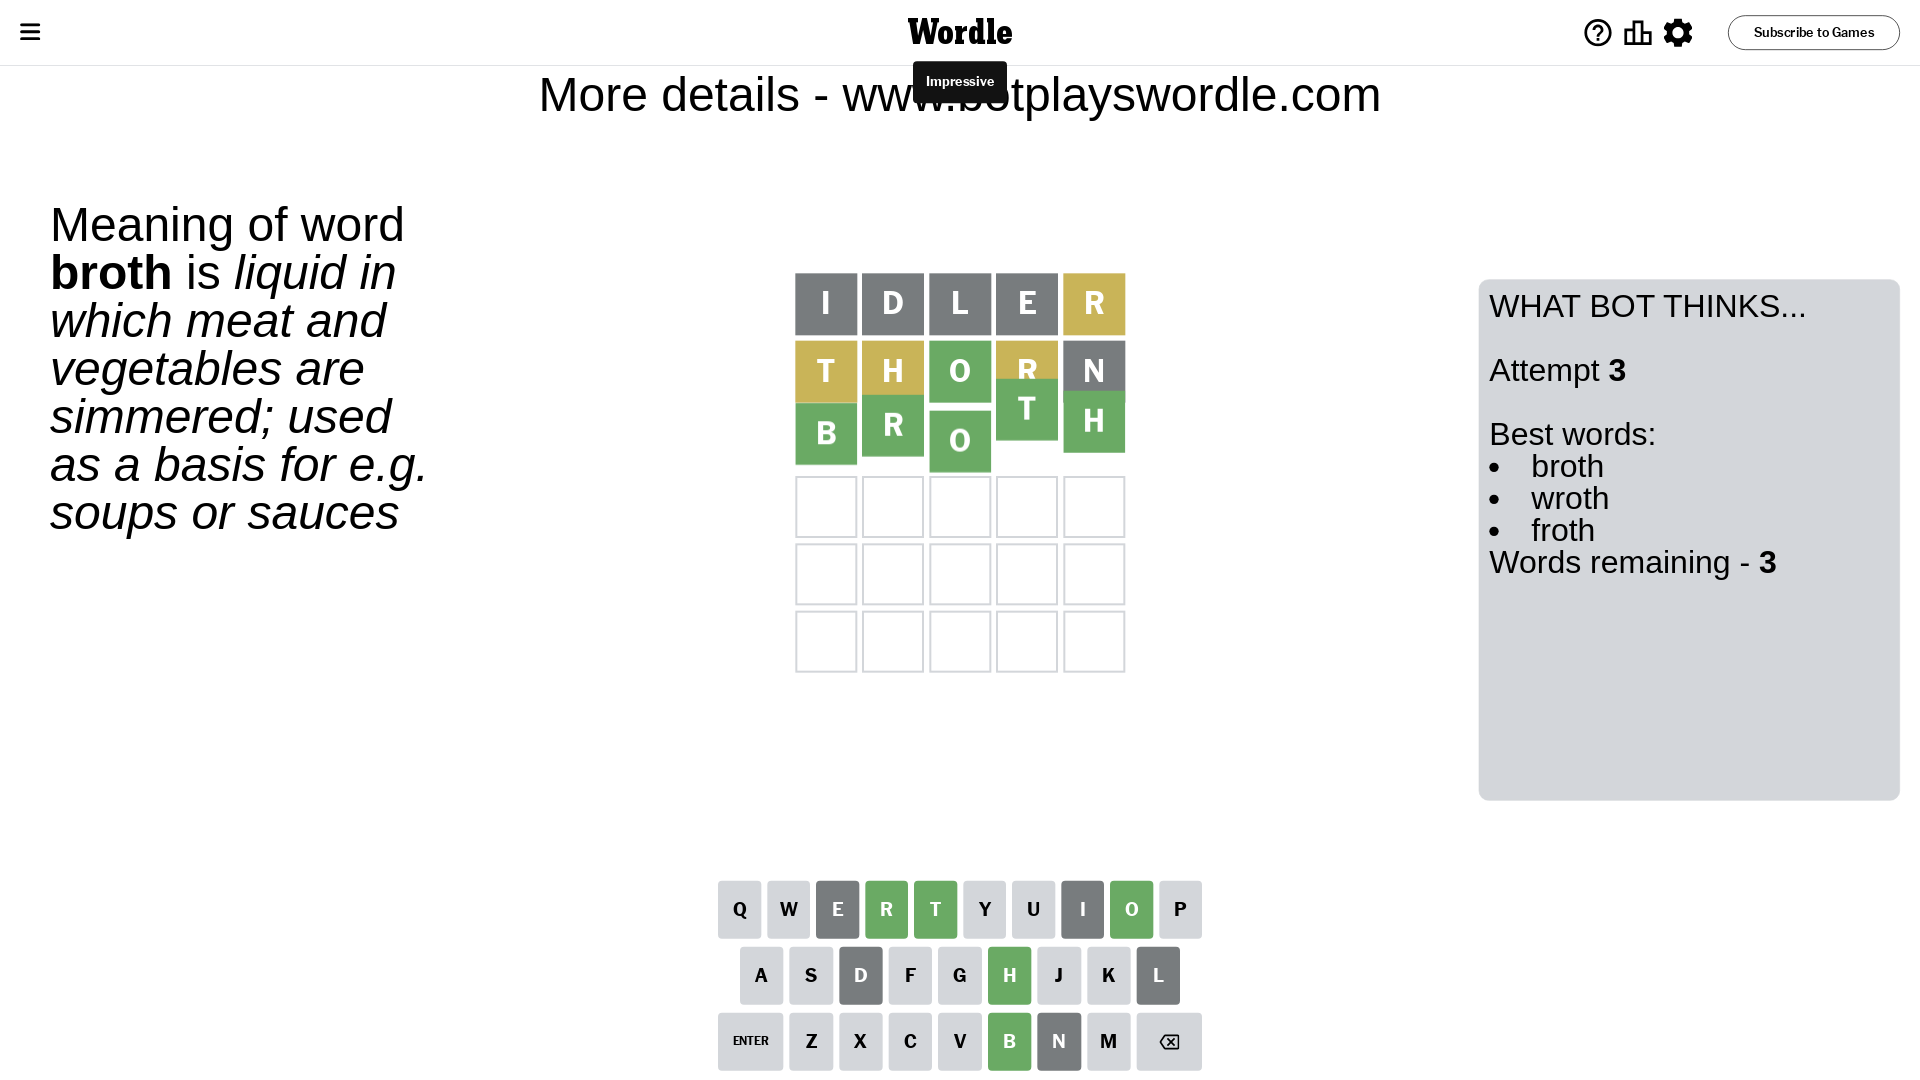 Wordle
Subscribe to Games
Impressive
More details - www.botplayswordle.com
Meaning of word
broth is liquid in
which meat and
vegetables are
simmered; used
as a basis for e.g.
soups or sauces
I D L E R
T H O R N
B R O T H
WHAT BOT THINKS...
Attempt 3
Best words:
• broth
• wroth
• froth
Words remaining - 3
Q W E R T Y U I O P
A S D F G H J K L
ENTER Z X C V B N M